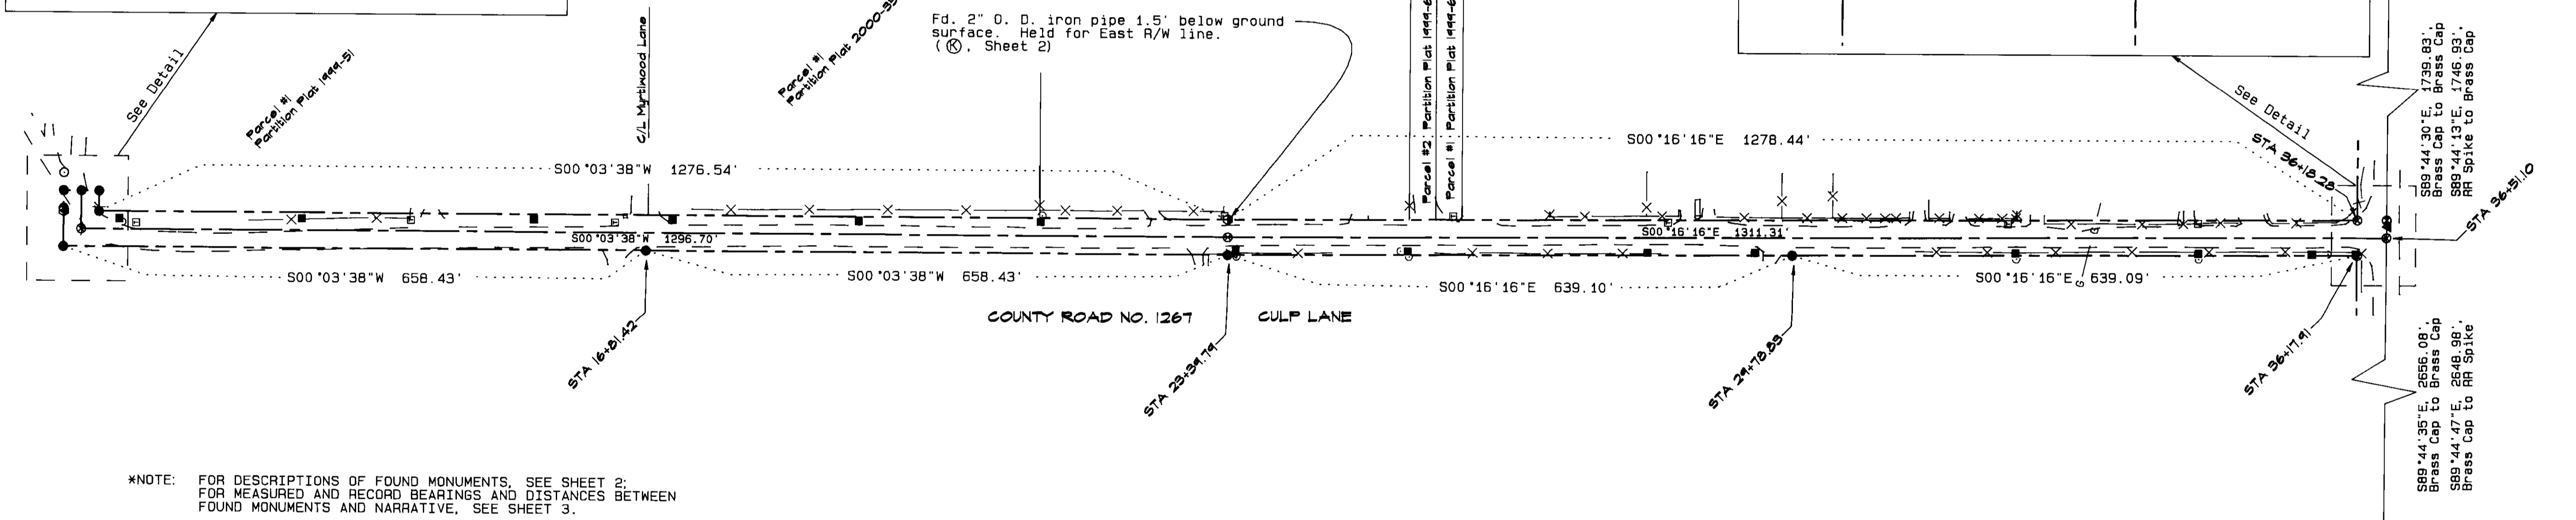 See Detail
Parcel #1
Partition Plat 1999-51
C/L Myrtlwood Lane
Parcel #1
Partition Plat 2000-35
Fd. 2" O. D. iron pipe 1.5' below ground
surface. Held for East R/W line.
(K, Sheet 2)
Parcel #2 Partition Plat 1999-6
Parcel #1 Partition Plat 1999-6
See Detail
S89°44'30"E, 1739.83',
Brass Cap to Brass Cap
S89°44'13"E, 1746.93',
RR Spike to Brass Cap
S00°03'38"W 1276.54'
S00°16'16"E 1278.44'
STA 36+18.28
STA 36+51.10
S00°03'38"W 1296.70'
S00°16'16"E 1311.31'
S00°03'38"W 658.43'
S00°03'38"W 658.43'
S00°16'16"E 639.10'
S00°16'16"E 639.09'
COUNTY ROAD NO. 1267 CULP LANE
STA 16+81.42
STA 23+39.79
STA 29+78.83
STA 36+17.91
S89°44'35"E, 2656.08',
Brass Cap to Brass Cap
S89°44'47"E, 2648.98',
Brass Cap to RR Spike
*NOTE: FOR DESCRIPTIONS OF FOUND MONUMENTS, SEE SHEET 2;
FOR MEASURED AND RECORD BEARINGS AND DISTANCES BETWEEN
FOUND MONUMENTS AND NARRATIVE, SEE SHEET 3.